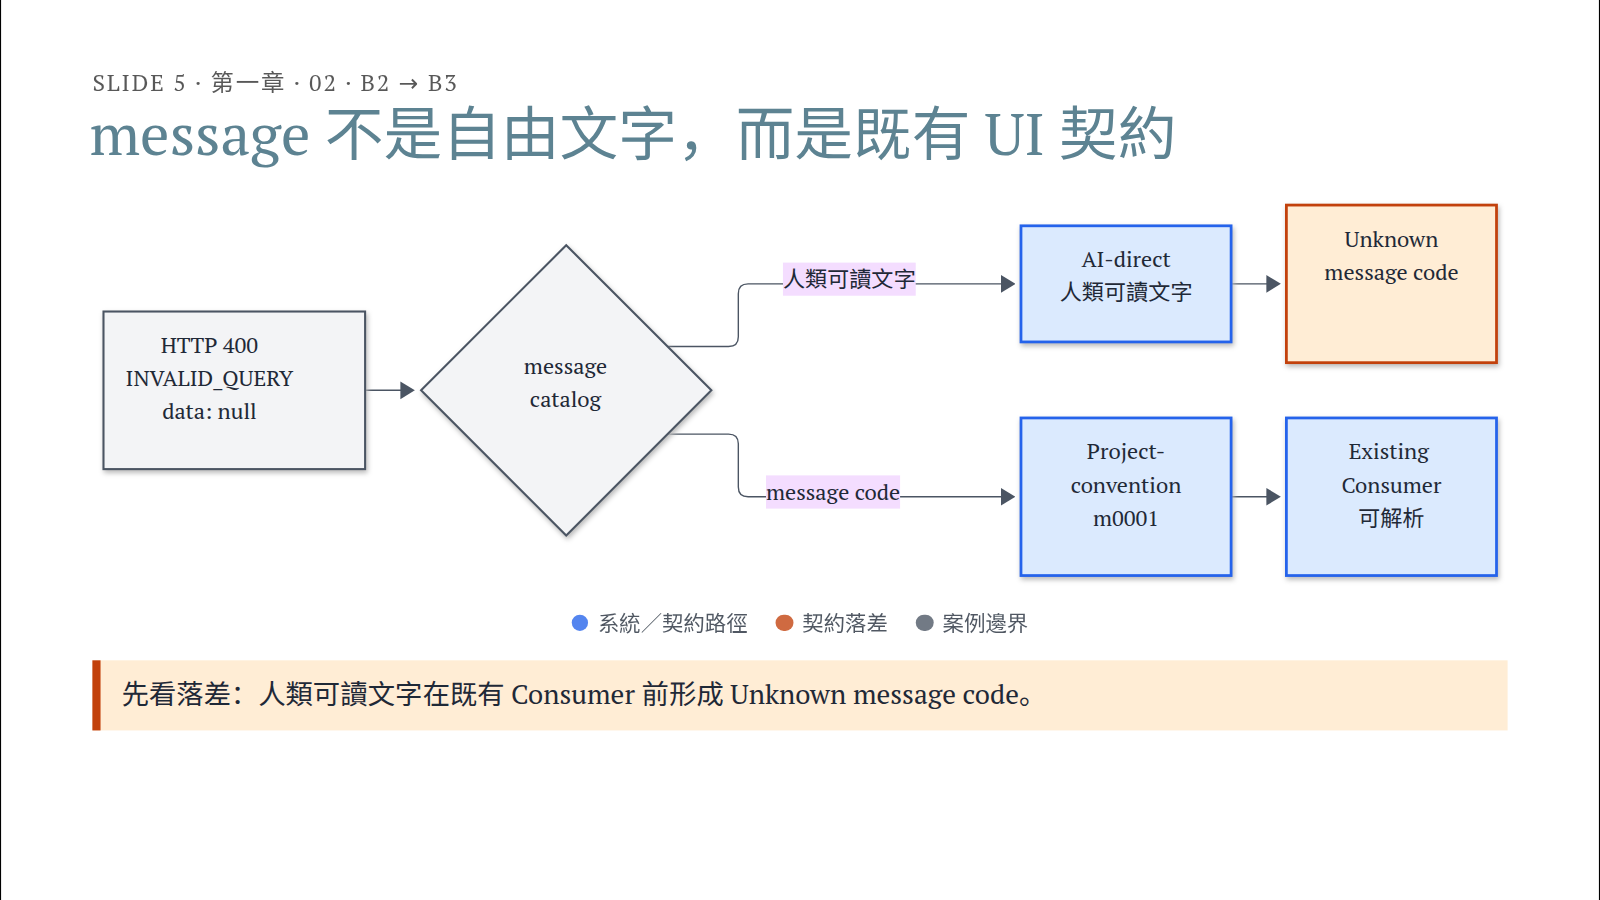 SLIDE 5 · 第一章 · 02 · B2 → B3
message 不是自由文字，而是既有 UI 契約
HTTP 400
INVALID_QUERY
data: null
message
catalog
人類可讀文字
AI-direct
人類可讀文字
Unknown
message code
message code
Project-
convention
m0001
Existing
Consumer
可解析
系統／契約路徑
契約落差
案例邊界
先看落差：人類可讀文字在既有 Consumer 前形成 Unknown message code。